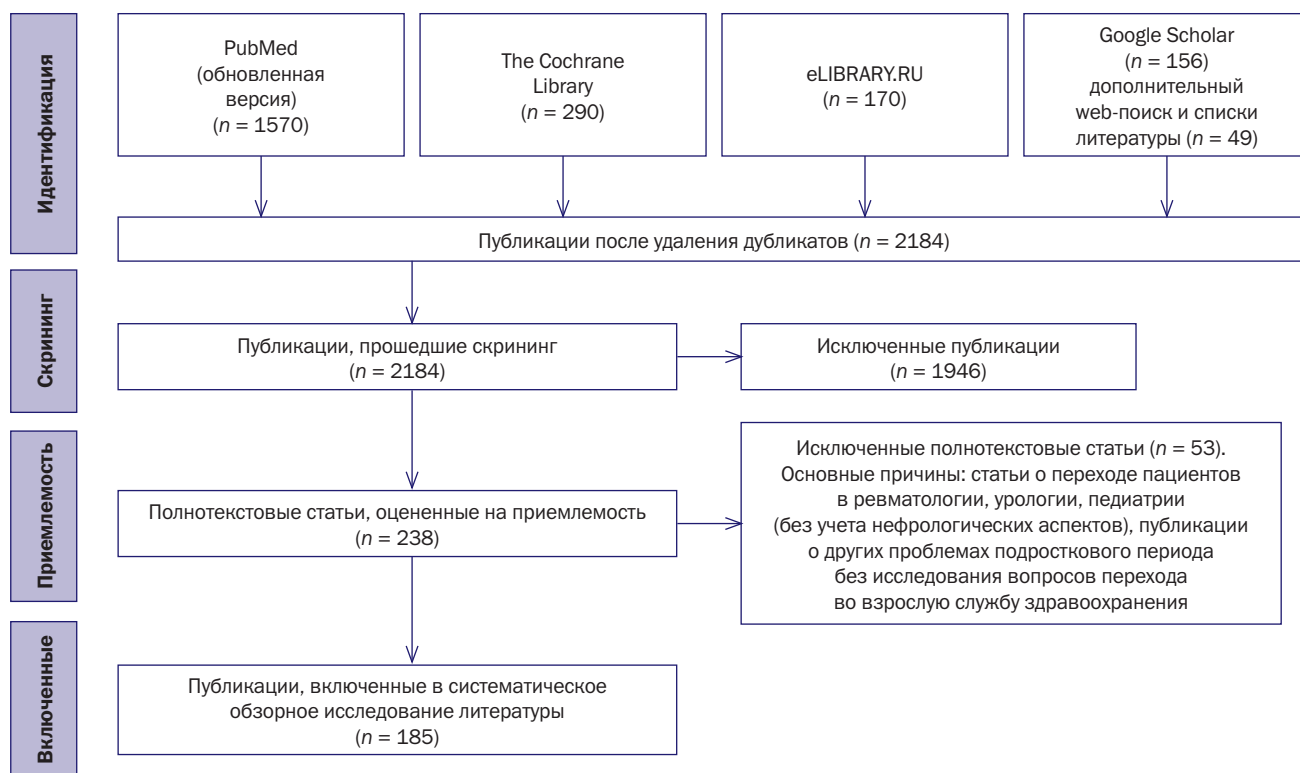 Идентификация
PubMed
(обновленная
версия)
(n = 1570)
The Cochrane
Library
(n = 290)
eLIBRARY.RU
(n = 170)
Google Scholar
(n = 156)
дополнительный
web-поиск и списки
литературы (n = 49)
Публикации после удаления дубликатов (n = 2184)
Скрининг
Публикации, прошедшие скрининг
(n = 2184)
Исключенные публикации
(n = 1946)
Приемлемость
Полнотекстовые статьи, оцененные на приемлемость
(n = 238)
Исключенные полнотекстовые статьи (n = 53).
Основные причины: статьи о переходе пациентов
в ревматологии, урологии, педиатрии
(без учета нефрологических аспектов), публикации
о других проблемах подросткового периода
без исследования вопросов перехода
во взрослую службу здравоохранения
Включенные
Публикации, включенные в систематическое
обзорное исследование литературы
(n = 185)